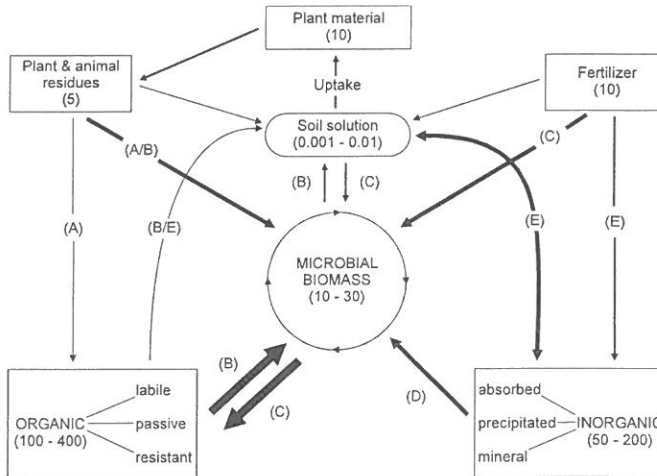 Plant material
(10)
Plant & animal
residues
(5)
Uptake
Fertilizer
(10)
Soil solution
(0.001 - 0.01)
(A/B)
(B)
(C)
(C)
(A)
(B/E)
(E)
(E)
MICROBIAL
BIOMASS
(10 - 30)
(B)
(C)
(D)
labile
ORGANIC
passive
(100 - 400)
resistant
absorbed
precipitated
INORGANIC
(50 - 200)
mineral